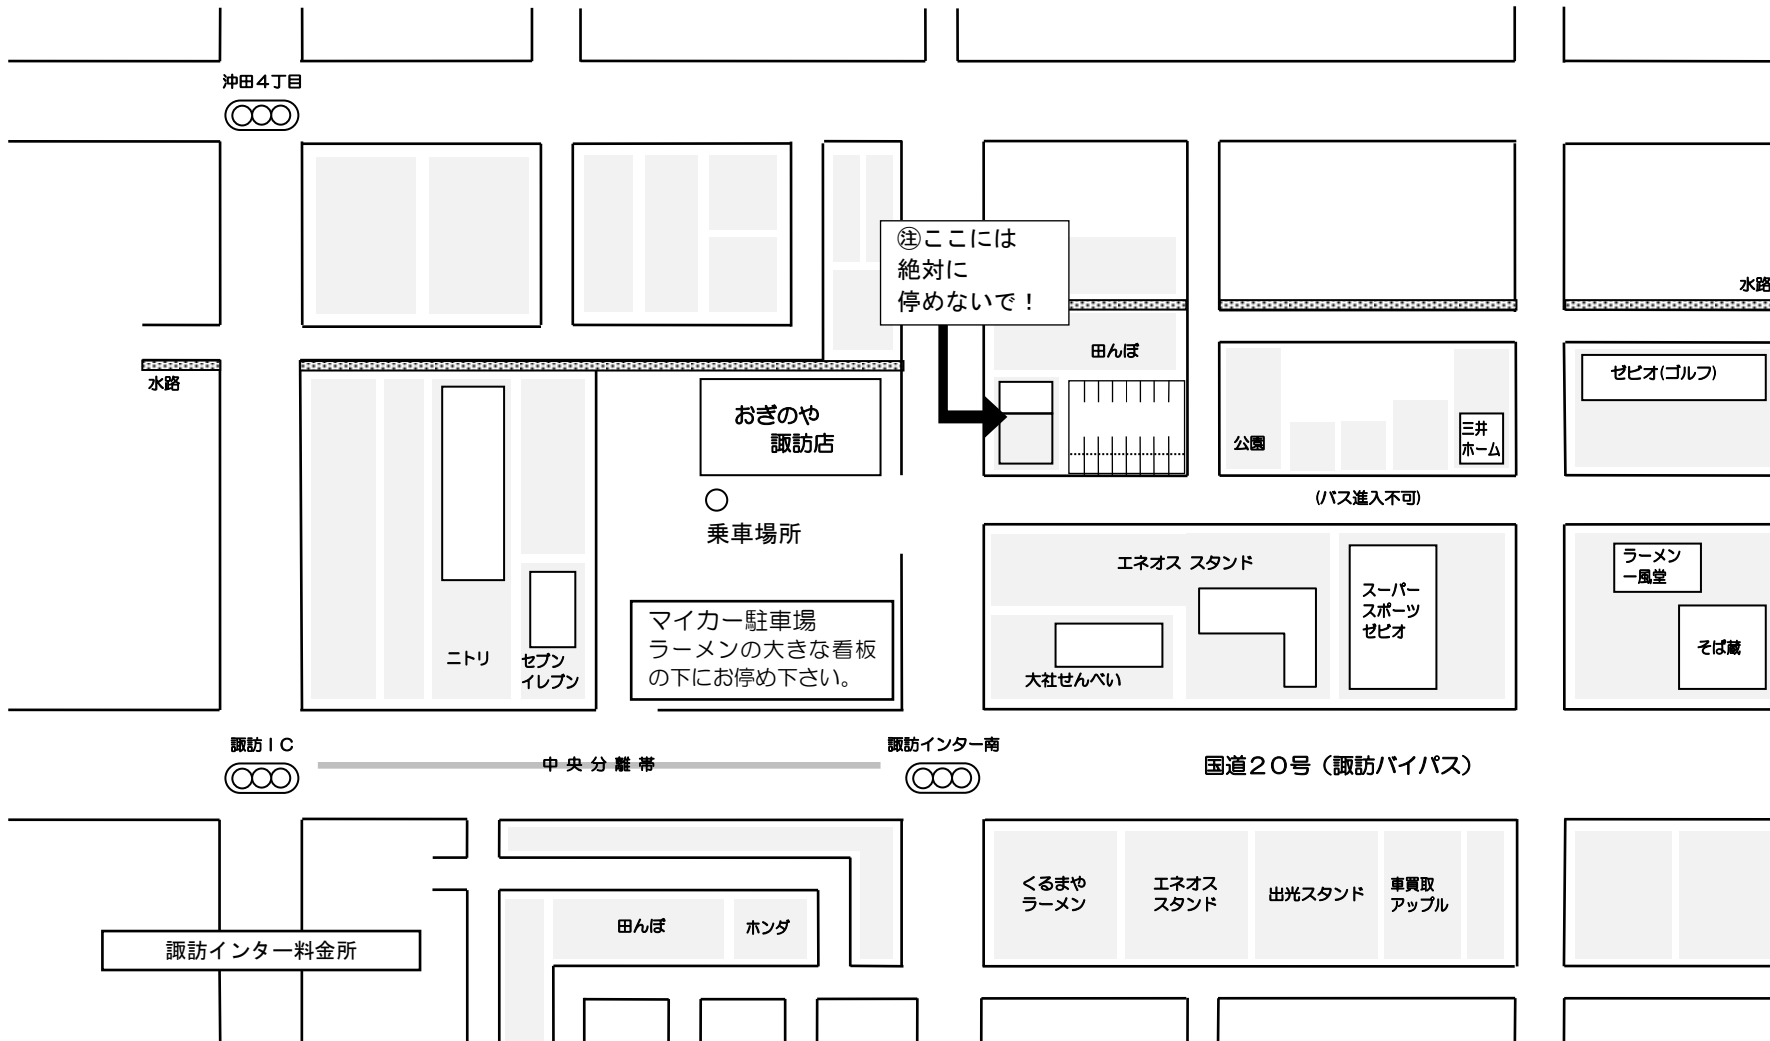 沖田４丁目
㊟ここには
絶対に
停めないで！
水路
田んぼ
水路
おぎのや
諏訪店
公園
三井
ホーム
ゼビオ(ゴルフ)
(バス進入不可)
乗車場所
マイカー駐車場
ラーメンの大きな看板
の下にお停め下さい。
ニトリ
セブン
イレブン
エネオス スタンド
大社せんべい
スーパー
スポーツ
ゼビオ
ラーメン
一風堂
そば蔵
諏訪ＩＣ
中央分離帯
諏訪インター南
国道２０号（諏訪バイパス）
くるまや
ラーメン
エネオス
スタンド
出光スタンド
車買取
アップル
田んぼ
ホンダ
諏訪インター料金所